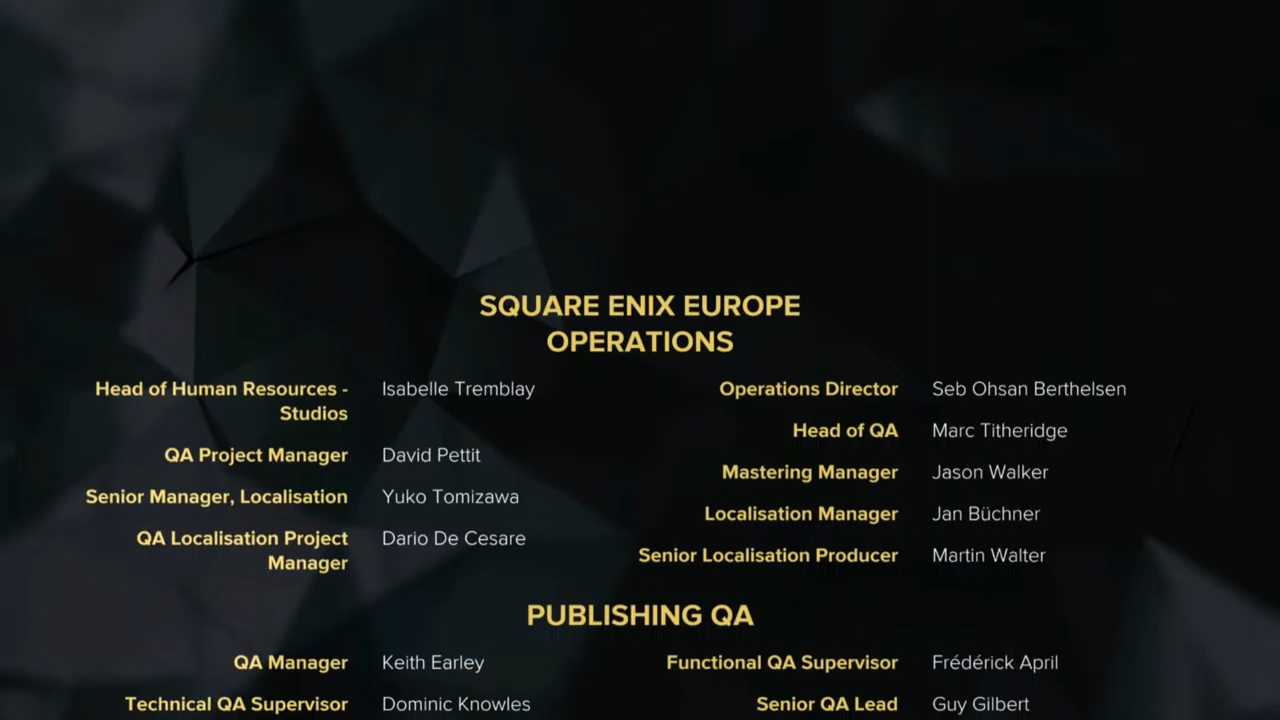 SQUARE ENIX EUROPE
OPERATIONS
Head of Human Resources - Isabelle Tremblay
Studios
QA Project Manager David Pettit
Senior Manager, Localisation Yuko Tomizawa
QA Localisation Project Dario De Cesare
Manager
Operations Director Seb Ohsan Berthelsen
Head of QA Marc Titheridge
Mastering Manager Jason Walker
Localisation Manager Jan Büchner
Senior Localisation Producer Martin Walter
PUBLISHING QA
QA Manager Keith Earley
Technical QA Supervisor Dominic Knowles
Functional QA Supervisor Frédérick April
Senior QA Lead Guy Gilbert